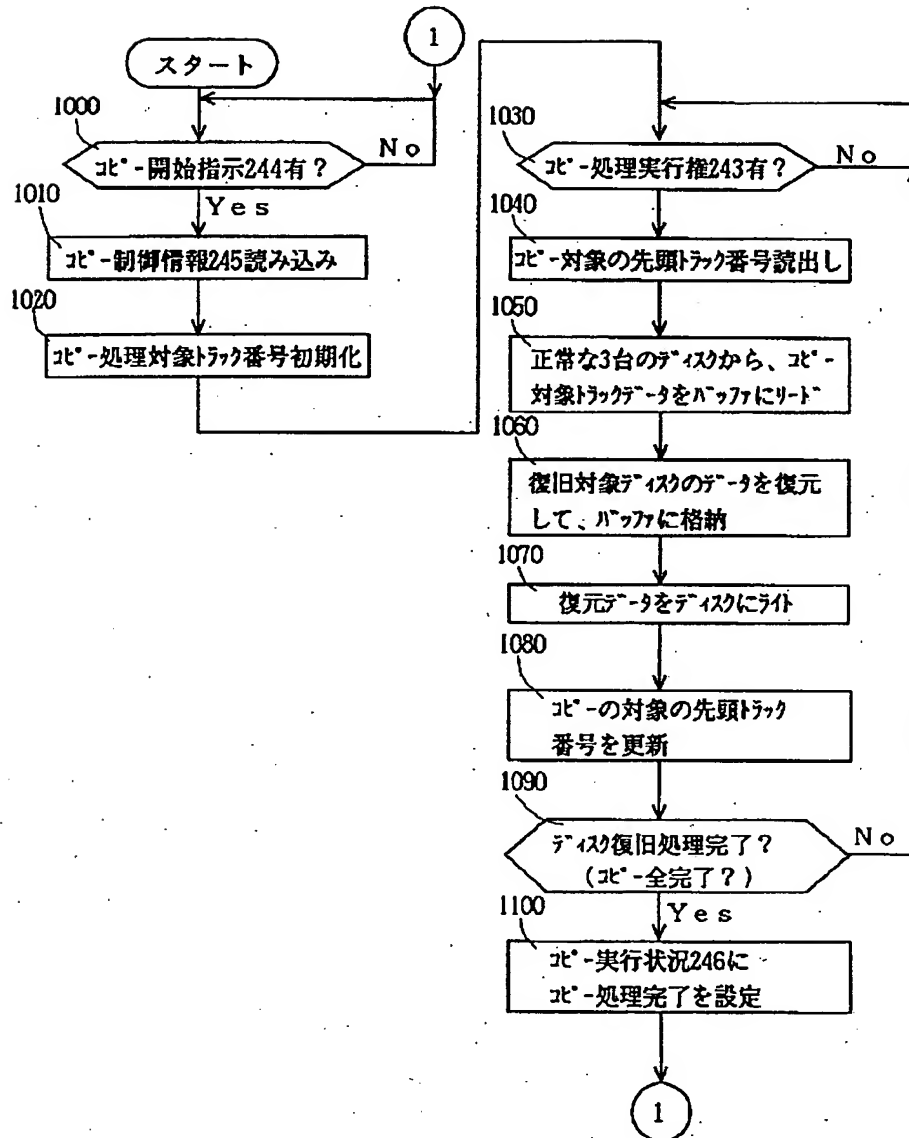 スタート
1
1000
コピー開始指示244有?
No
Yes
1010
コピー制御情報245読み込み
1020
コピー処理対象トラック番号初期化
1030
コピー処理実行権243有?
No
1040
コピー対象の先頭トラック番号読出し
1050
正常な3台のディスクから、コピー
対象トラックデータをバッファにリード
1060
復旧対象ディスクのデータを復元
して、バッファに格納
1070
復元データをディスクにライト
1080
コピーの対象の先頭トラック
番号を更新
1090
ディスク復旧処理完了?
(コピー全完了?)
No
Yes
1100
コピー実行状況246に
コピー処理完了を設定
1